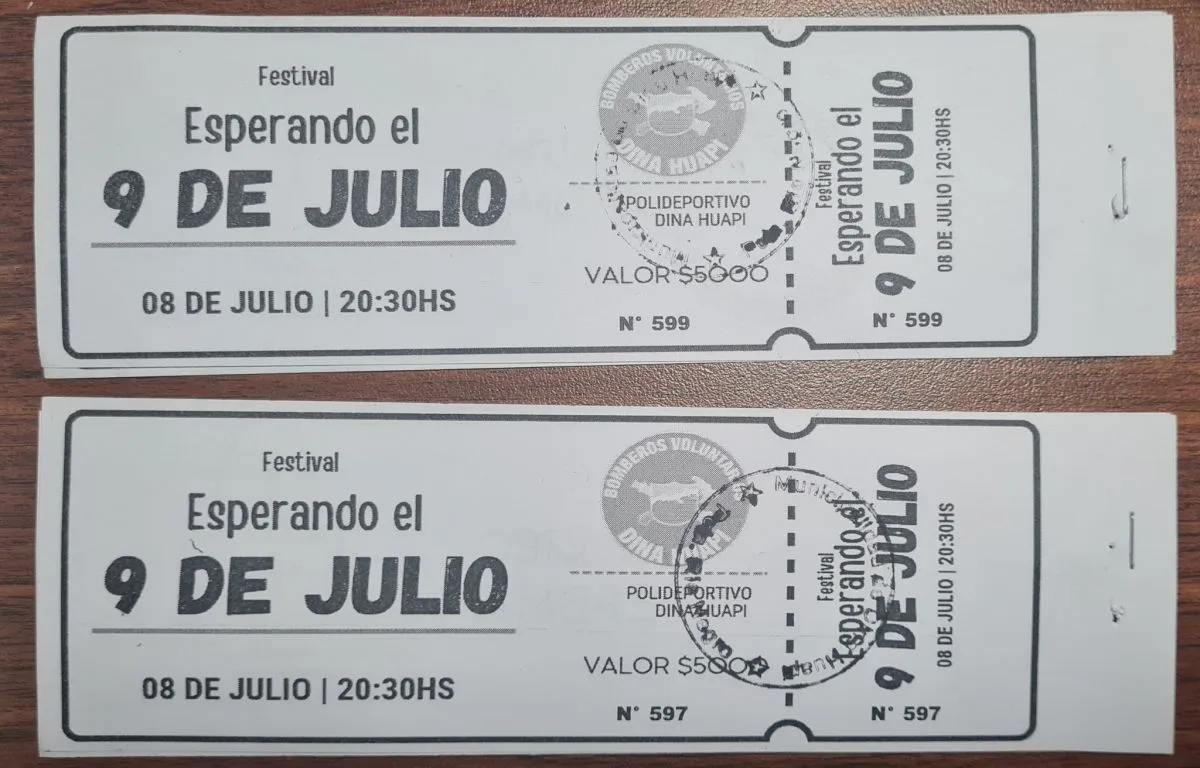 Festival
Esperando el
9 DE JULIO
08 DE JULIO | 20:30HS
BOMBEROS VOLUNTARIOS
DINA HUAPI
POLIDEPORTIVO
DINA HUAPI
VALOR $5000
N° 599
Festival
Esperando el
9 DE JULIO
08 DE JULIO | 20:30HS
N° 599
Festival
Esperando el
9 DE JULIO
08 DE JULIO | 20:30HS
BOMBEROS VOLUNTARIOS
DINA HUAPI
POLIDEPORTIVO
DINA HUAPI
VALOR $5000
N° 597
Festival
Esperando el
9 DE JULIO
08 DE JULIO | 20:30HS
N° 597